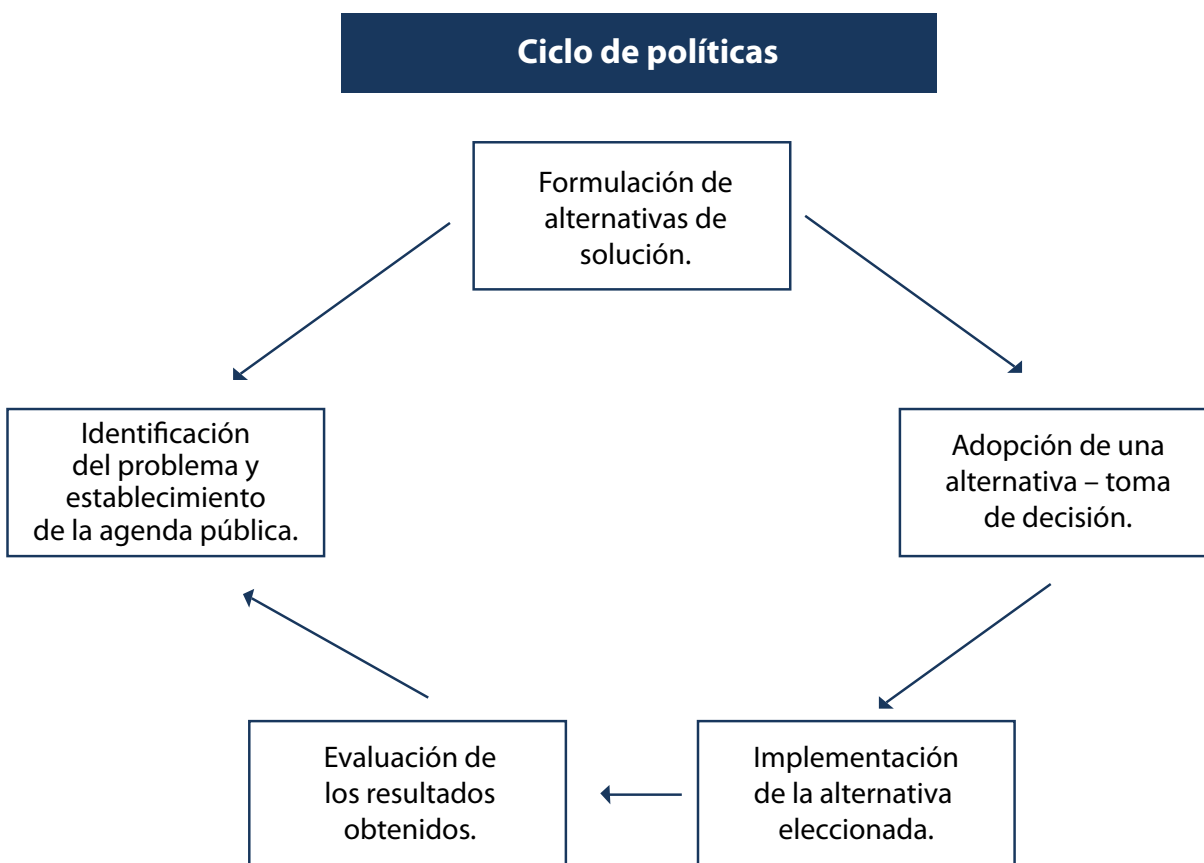 Ciclo de políticas
Formulación de
alternativas de
solución.
Identificación
del problema y
establecimiento
de la agenda pública.
Adopción de una
alternativa – toma
de decisión.
Evaluación de
los resultados
obtenidos.
Implementación
de la alternativa
eleccionada.